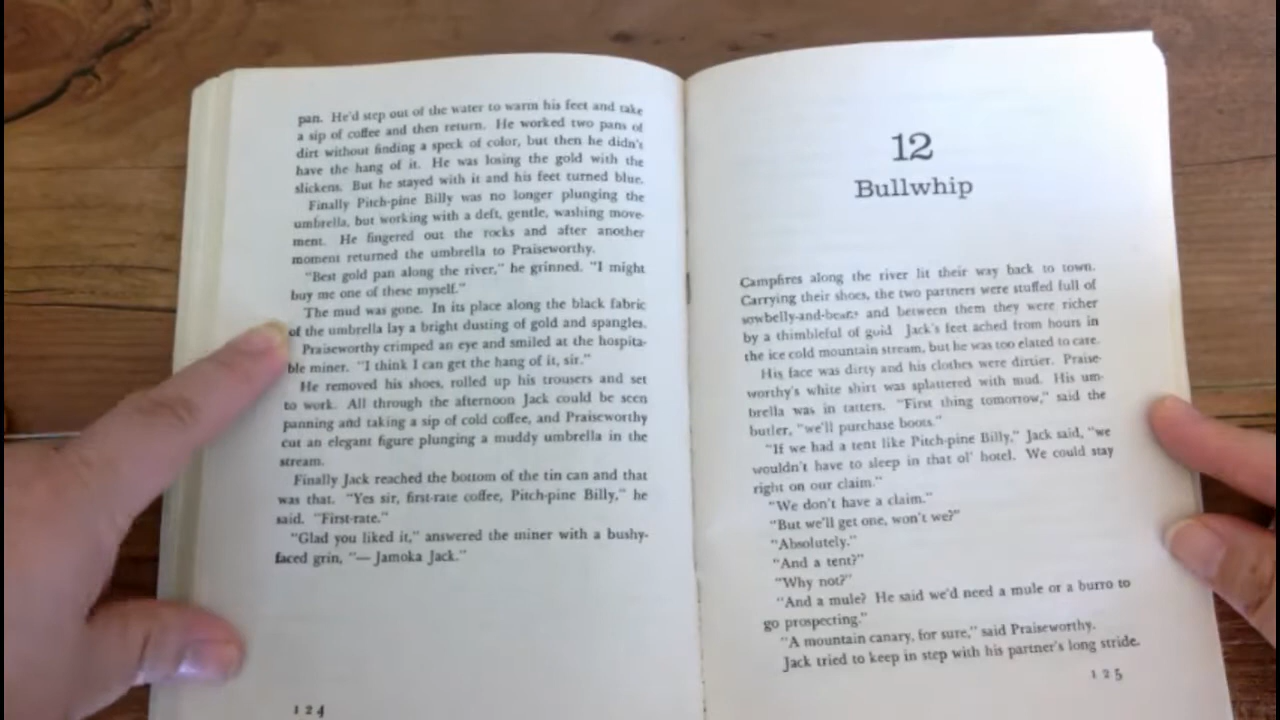 pan. He'd step out of the water to warm his feet and take
a sip of coffee and then return. He worked two pans of
dirt without finding a speck of color, but then he didn't
have the hang of it. He was losing the gold with the
slickens. But he stayed with it and his feet turned blue.
Finally Pitch-pine Billy was no longer plunging the
umbrella, but working with a deft, gentle, washing move-
ment. He fingered out the rocks and after another
moment returned the umbrella to Praiseworthy.
"Best gold pan along the river," he grinned. "I might
buy me one of these myself."
The mud was gone. In its place along the black fabric
of the umbrella lay a bright dusting of gold and spangles.
Praiseworthy crimped an eye and smiled at the hospita-
ble miner. "I think I can get the hang of it, sir."
He removed his shoes, rolled up his trousers and set
to work. All through the afternoon Jack could be seen
panning and taking a sip of cold coffee, and Praiseworthy
cut an elegant figure plunging a muddy umbrella in the
stream.
Finally Jack reached the bottom of the tin can and that
was that. "Yes sir, first-rate coffee, Pitch-pine Billy," he
said. "First-rate."
"Glad you liked it," answered the miner with a bushy-
faced grin, "— Jamoka Jack."
124
12
Bullwhip
Campfires along the river lit their way back to town.
Carrying their shoes, the two partners were stuffed full of
sowbelly-and-beans and between them they were richer
by a thimbleful of gold Jack's feet ached from hours in
the ice cold mountain stream, but he was too elated to care.
His face was dirty and his clothes were dirtier. Praise-
worthy's white shirt was splattered with mud. His um-
brella was in tatters. "First thing tomorrow," said the
butler, "we'll purchase boots."
"If we had a tent like Pitch-pine Billy," Jack said, "we
wouldn't have to sleep in that ol' hotel. We could stay
right on our claim."
"We don't have a claim."
"But we'll get one, won't we?"
"Absolutely."
"And a tent?"
"Why not?"
"And a mule? He said we'd need a mule or a burro to
go prospecting."
"A mountain canary, for sure," said Praiseworthy.
Jack tried to keep in step with his partner's long stride.
125